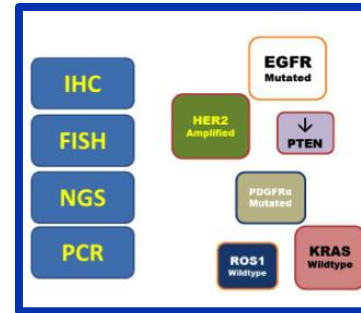 IHC
FISH
NGS
PCR
EGFR
Mutated
HER2
Amplified
↓
PTEN
PDGFRα
Mutated
ROS1
Wildtype
KRAS
Wildtype